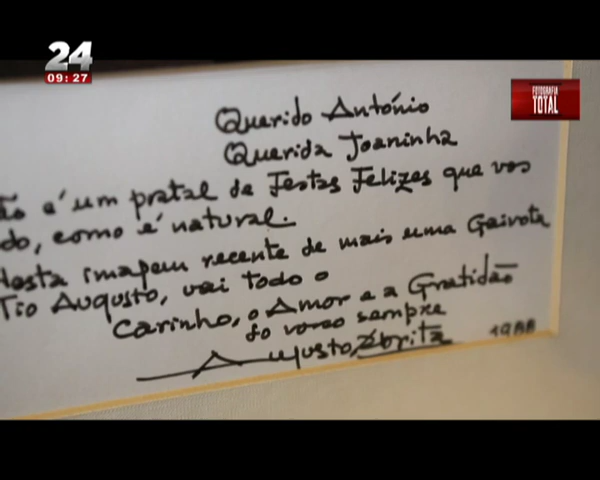 24
09:27
FOTOGRAFIA
TOTAL
Querido António
Querida Joaninha
ão é um postal de Festas Felizes que vos
do, como é natural.
Nesta imagem recente de mais uma Gaivota
Tio Augusto, vai todo o
Carinho, o Amor e a Gratidão
do vosso sempre
Augusto Cabrita 1988